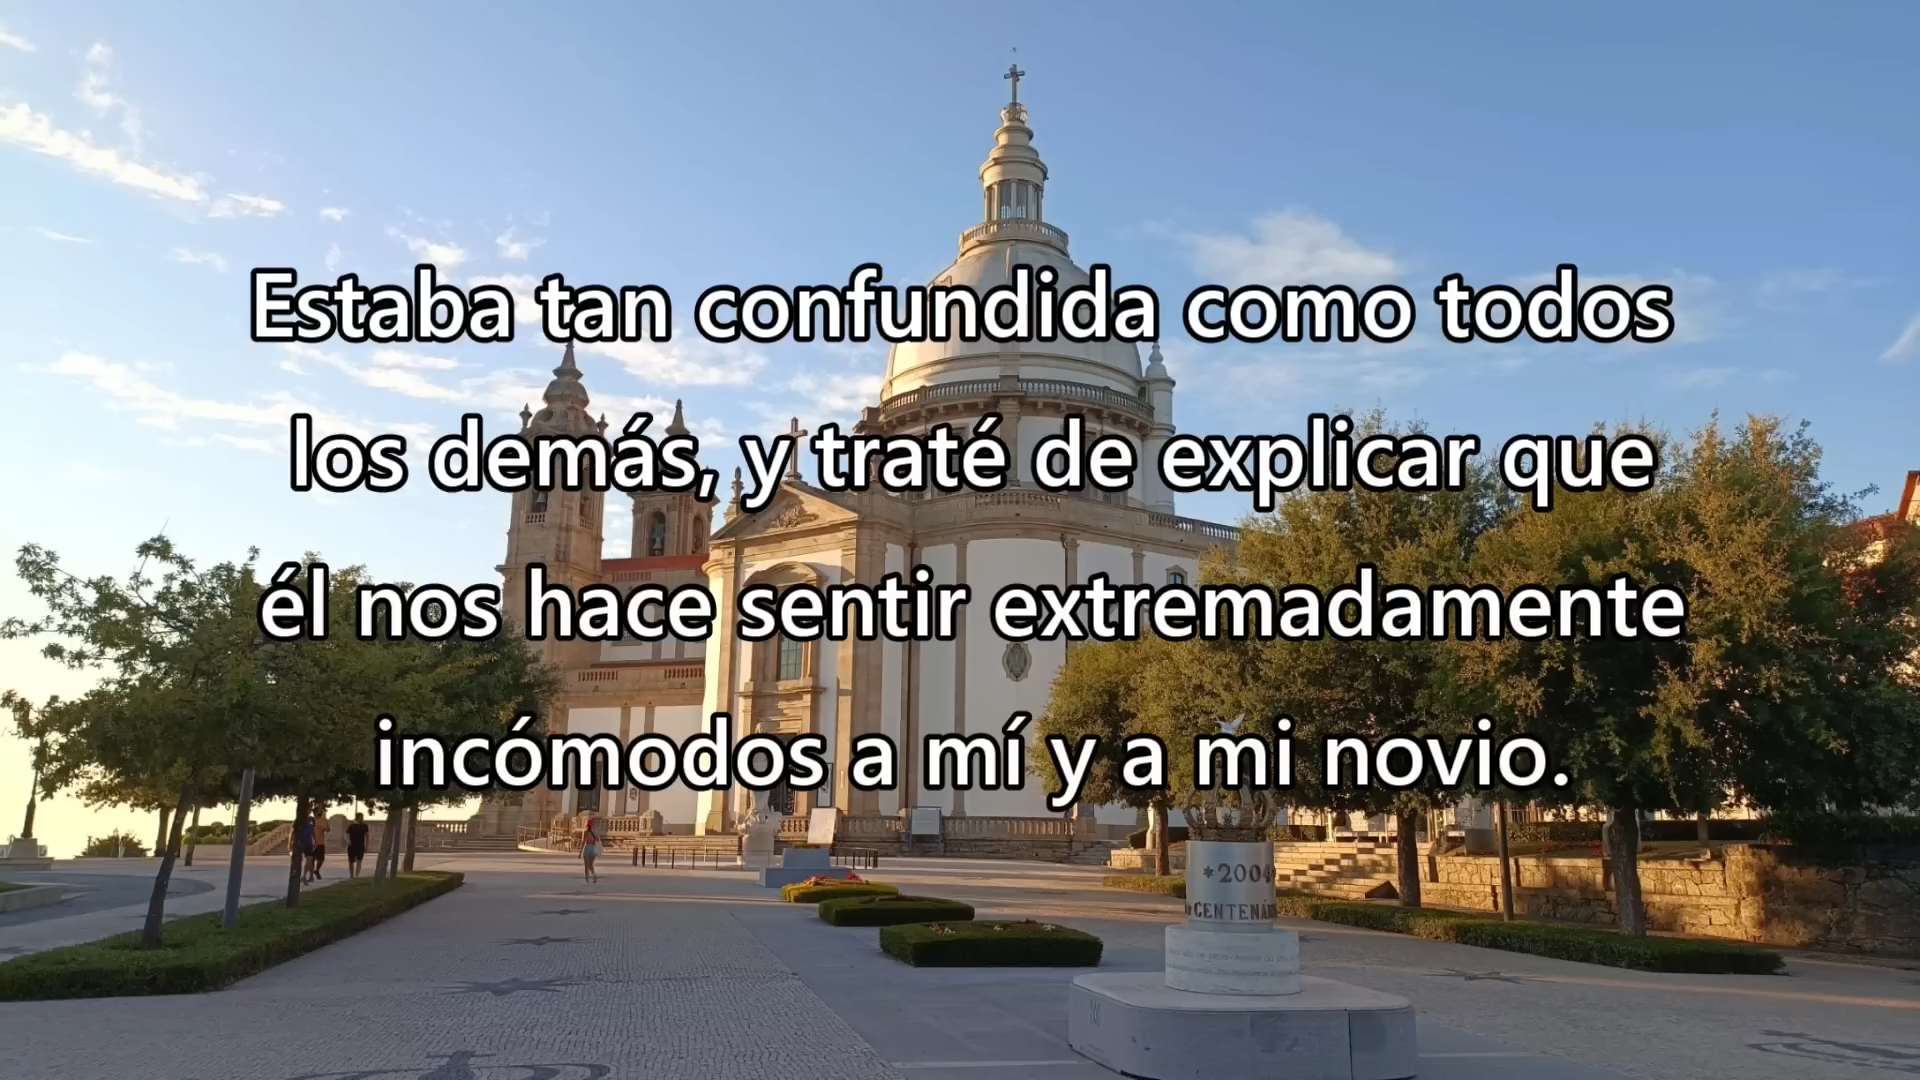 Estaba tan confundida como todos
los demás, y traté de explicar que
él nos hace sentir extremadamente
incómodos a mí y a mi novio.
*2004
CENTENÁ